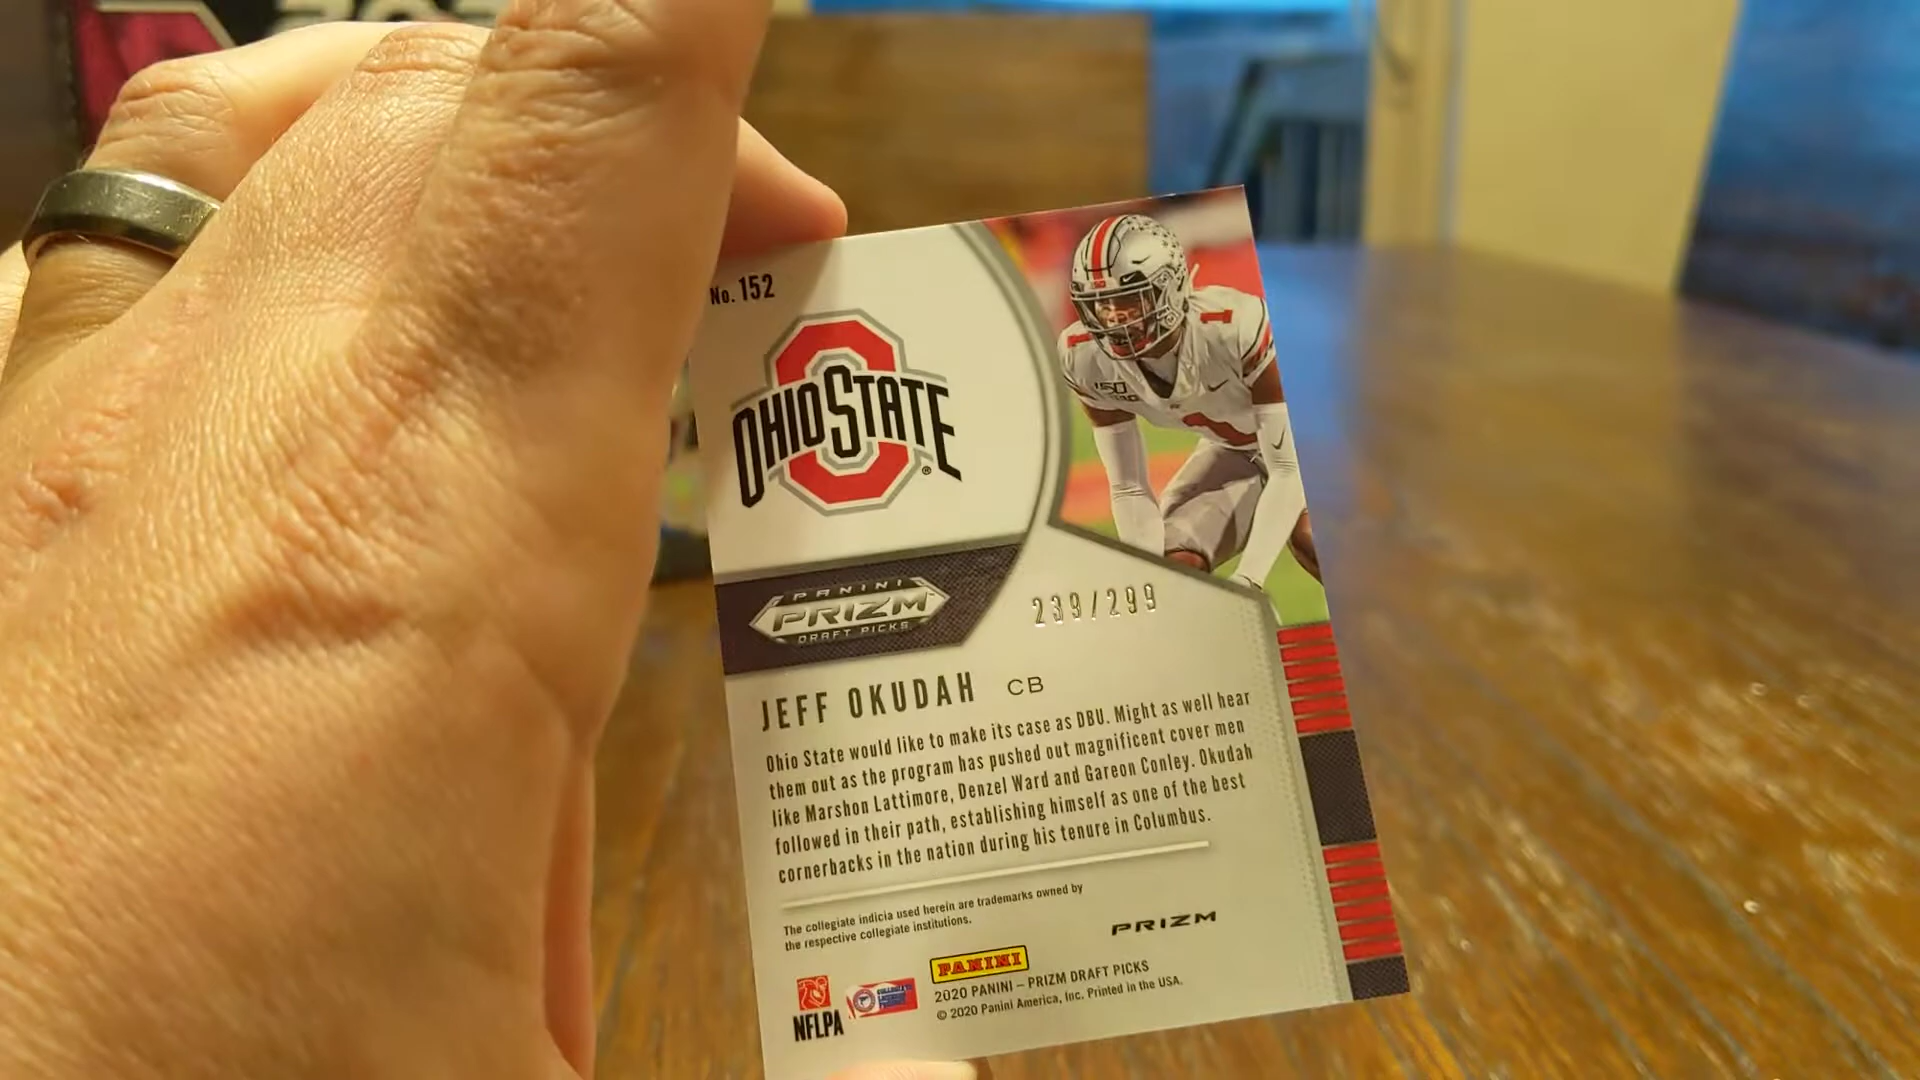 No. 152
OHIO STATE
®
PANINI
PRIZM
DRAFT PICKS
1
1
1
150
239/299
JEFF OKUDAH CB
Ohio State would like to make its case as DBU. Might as well hear
them out as the program has pushed out magnificent cover men
like Marshon Lattimore, Denzel Ward and Gareon Conley. Okudah
followed in their path, establishing himself as one of the best
cornerbacks in the nation during his tenure in Columbus.
The collegiate indicia used herein are trademarks owned by
the respective collegiate institutions.
PRIZM
NFLPA
PANINI
2020 PANINI – PRIZM DRAFT PICKS
© 2020 Panini America, Inc. Printed in the USA.